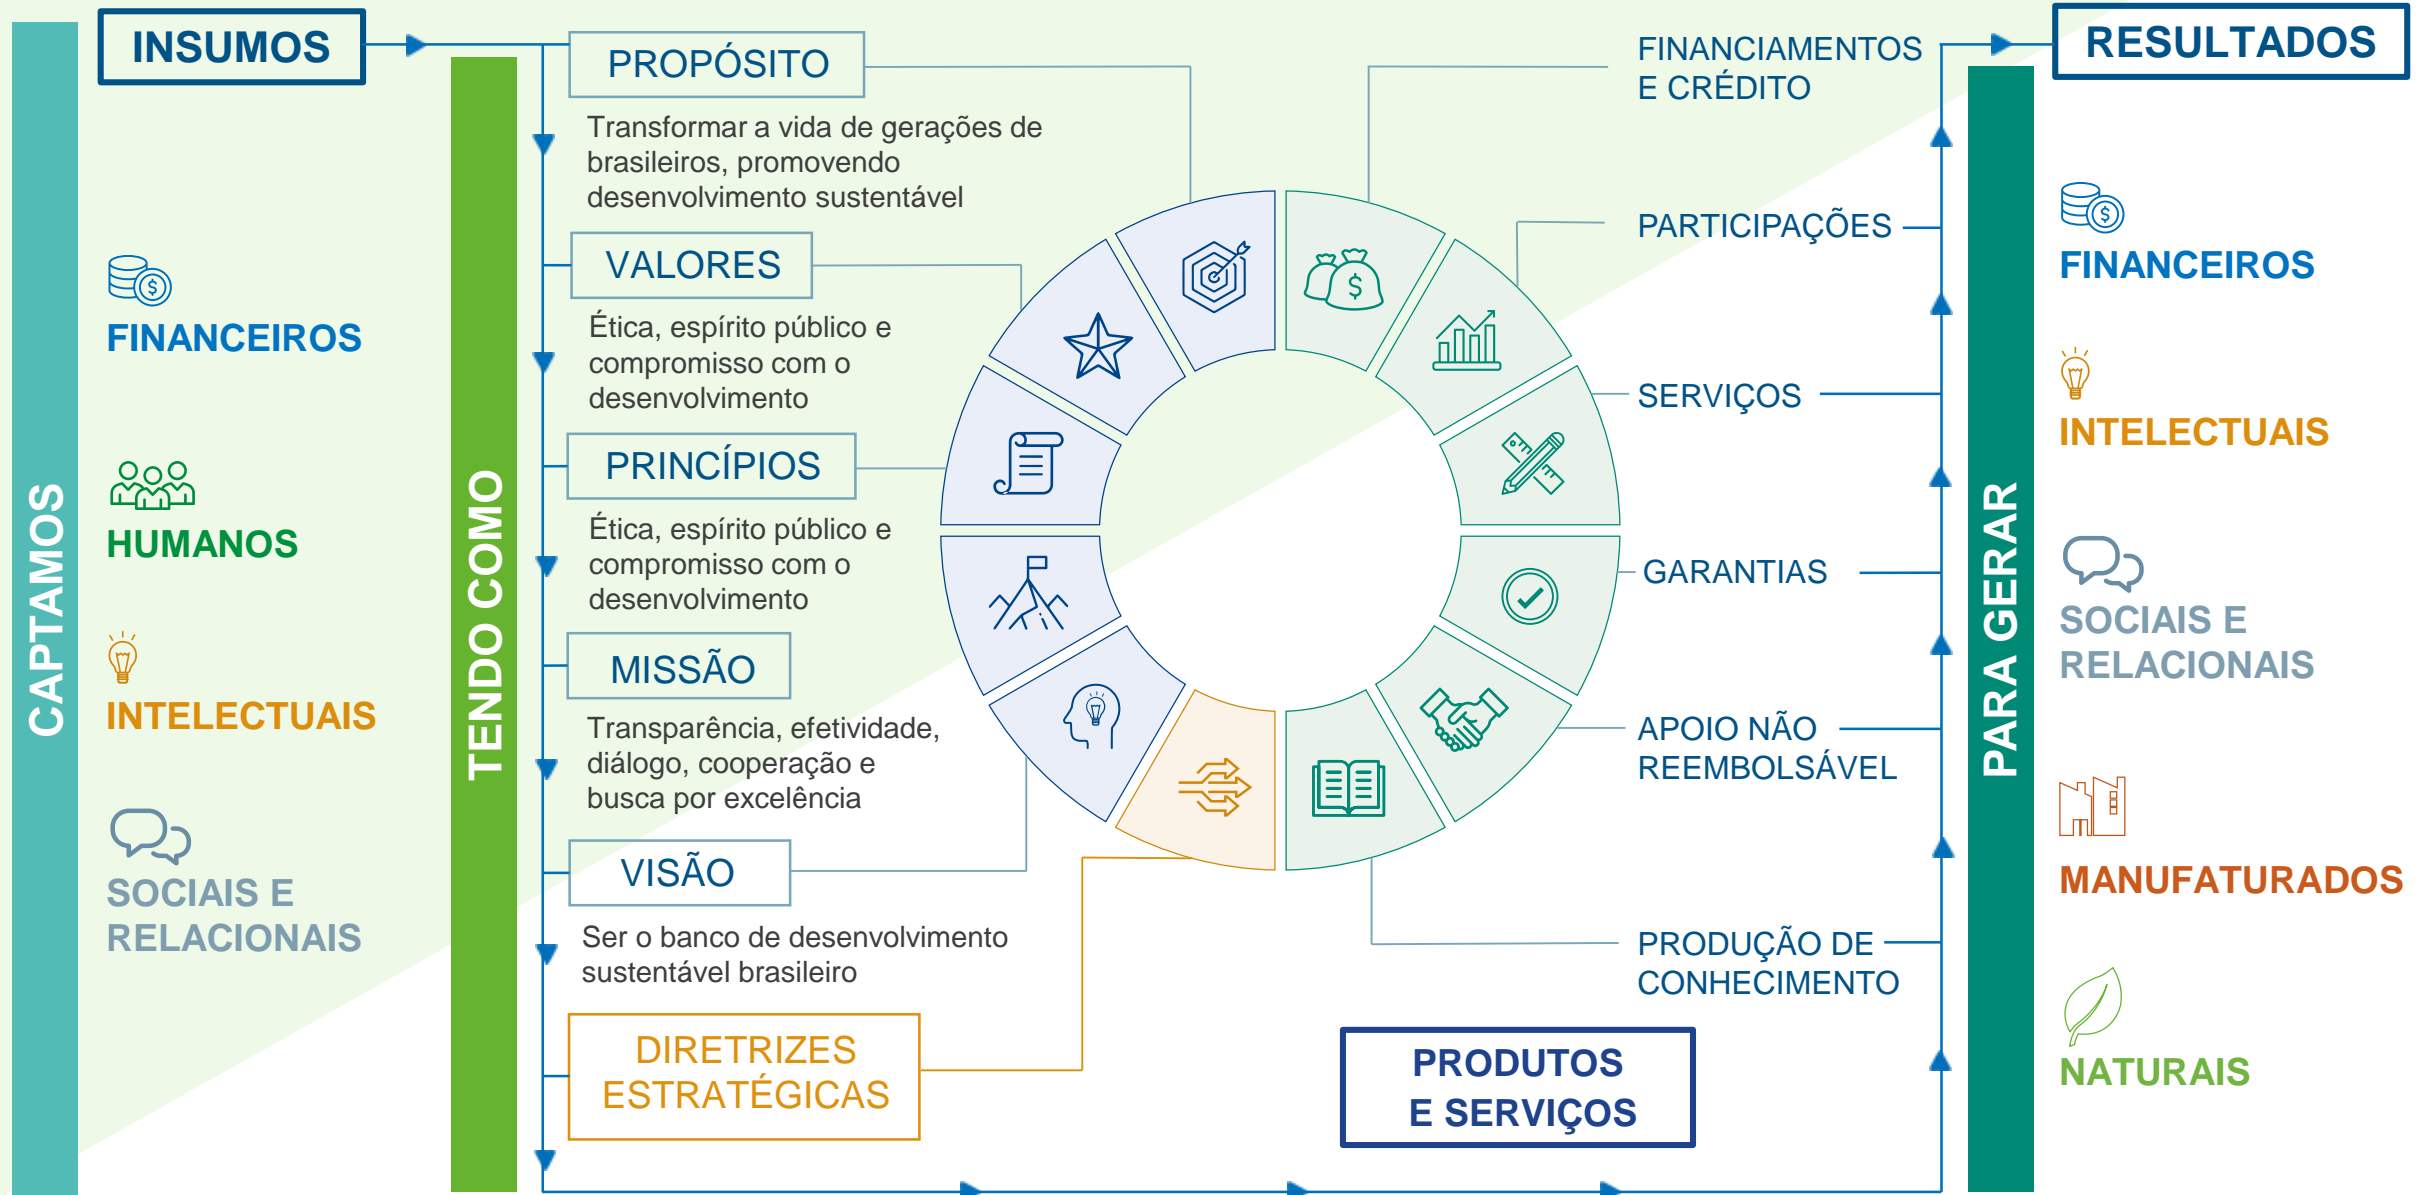 CAPTAMOS
INSUMOS
FINANCEIROS
HUMANOS
INTELECTUAIS
SOCIAIS E
RELACIONAIS
TENDO COMO
PROPÓSITO
Transformar a vida de gerações de
brasileiros, promovendo
desenvolvimento sustentável
VALORES
Ética, espírito público e
compromisso com o
desenvolvimento
PRINCÍPIOS
Ética, espírito público e
compromisso com o
desenvolvimento
MISSÃO
Transparência, efetividade,
diálogo, cooperação e
busca por excelência
VISÃO
Ser o banco de desenvolvimento
sustentável brasileiro
DIRETRIZES
ESTRATÉGICAS
FINANCIAMENTOS
E CRÉDITO
PARTICIPAÇÕES
SERVIÇOS
GARANTIAS
APOIO NÃO
REEMBOLSÁVEL
PRODUÇÃO DE
CONHECIMENTO
PRODUTOS
E SERVIÇOS
PARA GERAR
RESULTADOS
FINANCEIROS
INTELECTUAIS
SOCIAIS E
RELACIONAIS
MANUFATURADOS
NATURAIS